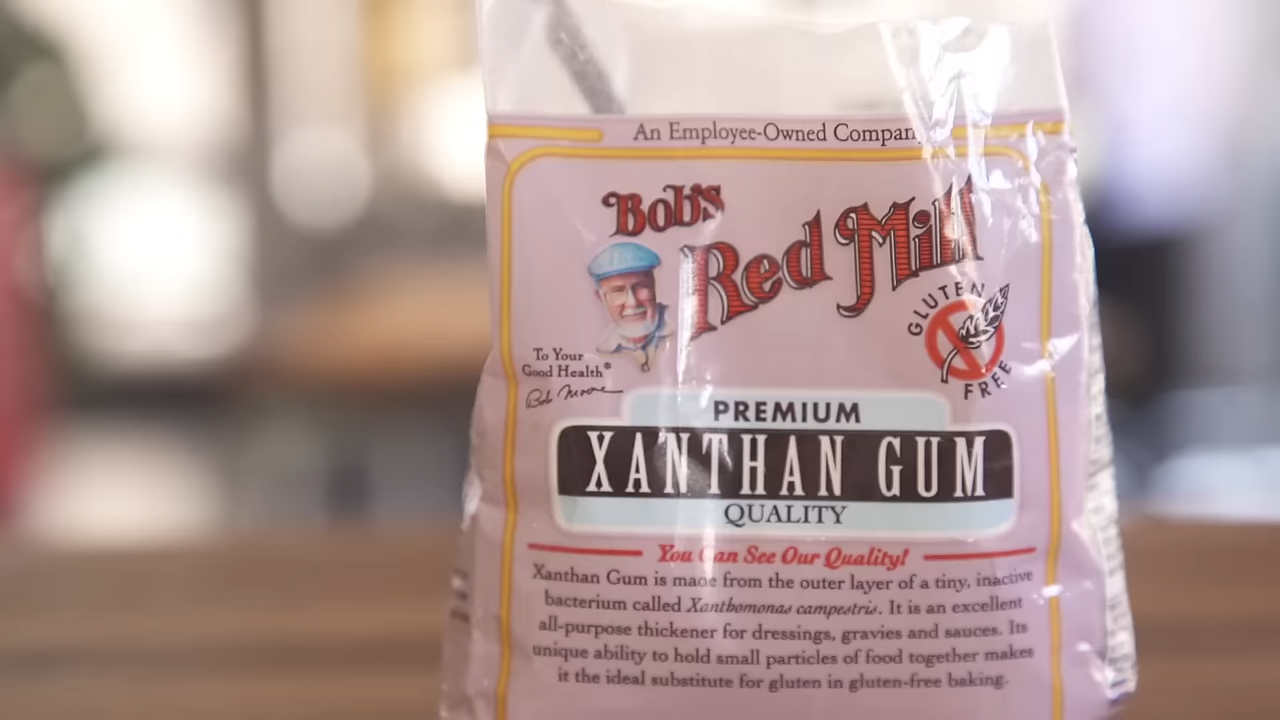 An Employee-Owned Company
Bob's
Red Mill
GLUTEN
FREE
To Your
Good Health®
Bob Moore
PREMIUM
XANTHAN GUM
QUALITY
You Can See Our Quality!
Xanthan Gum is made from the outer layer of a tiny, inactive
bacterium called Xanthomonas campestris. It is an excellent
all-purpose thickener for dressings, gravies and sauces. Its
unique ability to hold small particles of food together makes
it the ideal substitute for gluten in gluten-free baking.